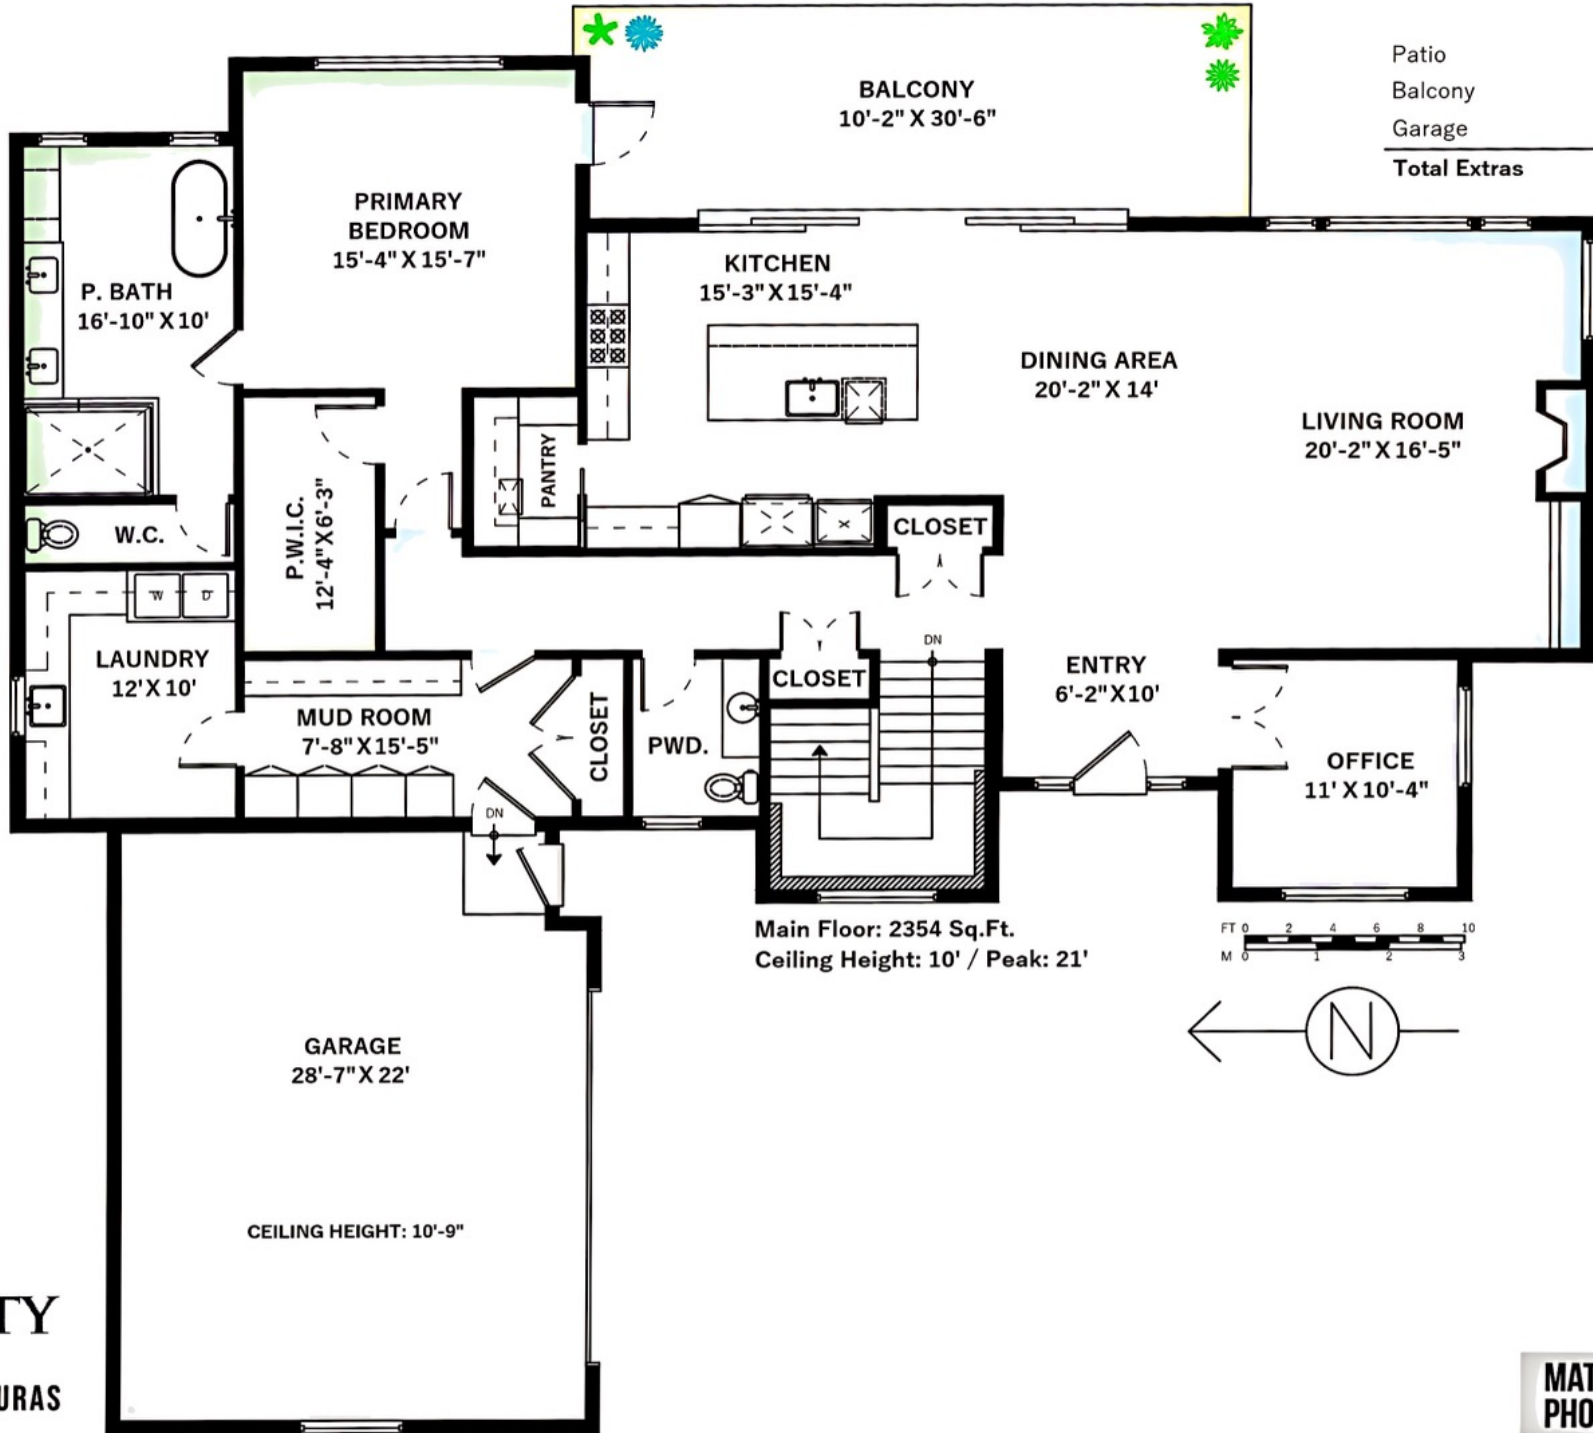 Patio
Balcony
Garage
Total Extras
BALCONY
10'-2" X 30'-6"
PRIMARY
BEDROOM
15'-4" X 15'-7"
KITCHEN
15'-3" X 15'-4"
P. BATH
16'-10" X 10'
DINING AREA
20'-2" X 14'
LIVING ROOM
20'-2" X 16'-5"
PANTRY
W.C.
P.W.I.C.
12'-4" X 6'-3"
CLOSET
W
D
LAUNDRY
12' X 10'
DN
CLOSET
ENTRY
6'-2" X 10'
MUD ROOM
7'-8" X 15'-5"
CLOSET
PWD.
OFFICE
11' X 10'-4"
DN
Main Floor: 2354 Sq.Ft.
Ceiling Height: 10' / Peak: 21'
FT 0 2 4 6 8 10
M 0 1 2 3
N
GARAGE
28'-7" X 22'
CEILING HEIGHT: 10'-9"
TY
URAS
MAT
PHO